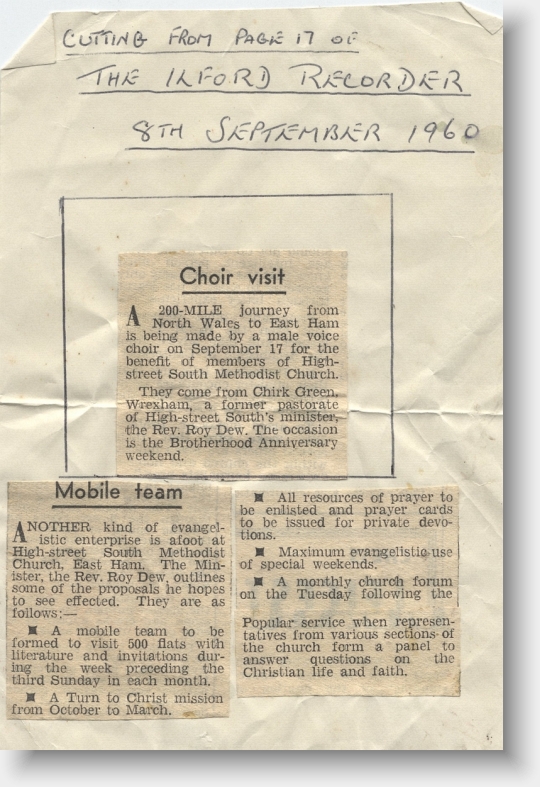 CUTTING FROM PAGE 17 OF
THE ILFORD RECORDER
8TH SEPTEMBER 1960
Choir visit
A 200-MILE journey from
North Wales to East Ham
is being made by a male voice
choir on September 17 for the
benefit of members of High-
street South Methodist Church.
They come from Chirk Green,
Wrexham, a former pastorate
of High-street South's minister,
the Rev. Roy Dew. The occasion
is the Brotherhood Anniversary
weekend.
Mobile team
ANOTHER kind of evangel-
istic enterprise is afoot at
High-street South Methodist
Church, East Ham. The Min-
ister, the Rev. Roy Dew, outlines
some of the proposals he hopes
to see effected. They are as
follows:—
■ A mobile team to be
formed to visit 500 flats with
literature and invitations dur-
ing the week preceding the
third Sunday in each month.
■ A Turn to Christ mission
from October to March.
■ All resources of prayer to
be enlisted and prayer cards
to be issued for private devo-
tions.
■ Maximum evangelistic use
of special weekends.
■ A monthly church forum
on the Tuesday following the
Popular service when represen-
tatives from various sections of
the church form a panel to
answer questions on the
Christian life and faith.